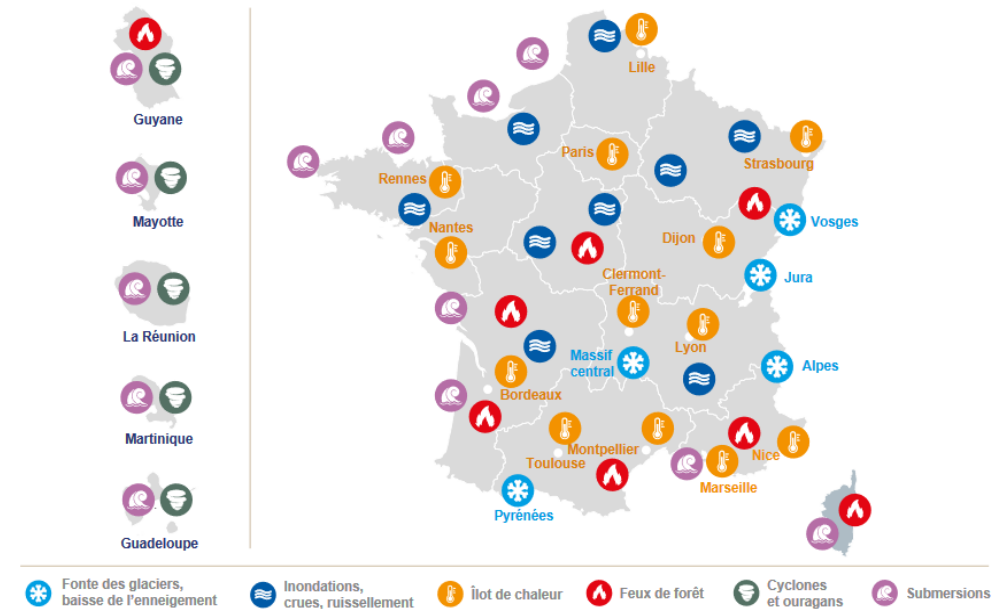 Guyane
Mayotte
La Réunion
Martinique
Guadeloupe
Lille
Paris
Strasbourg
Rennes
Vosges
Nantes
Dijon
Clermont-
Ferrand
Jura
Lyon
Massif
central
Alpes
Bordeaux
Montpellier
Toulouse
Nice
Marseille
Pyrénées
Fonte des glaciers,
baisse de l'enneigement
Inondations,
crues, ruissellement
Îlot de chaleur
Feux de forêt
Cyclones
et ouragans
Submersions